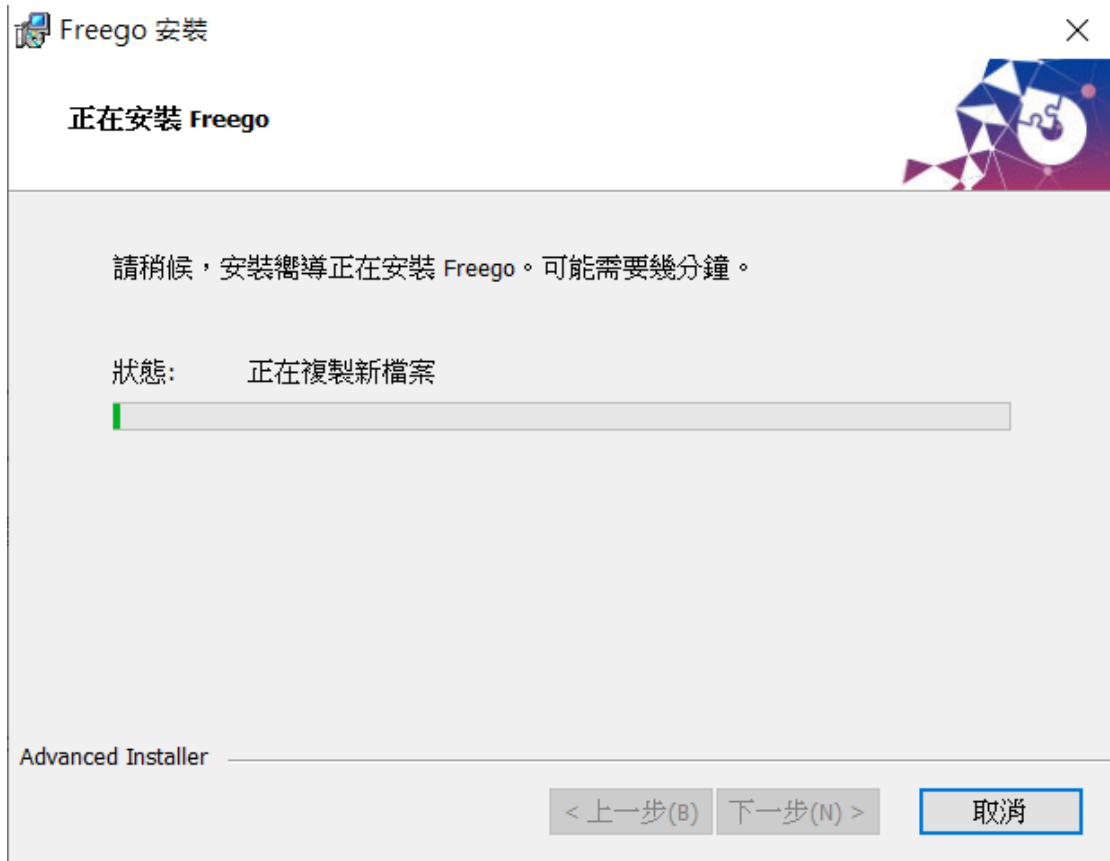 Freego 安裝
正在安裝 Freego
請稍候，安裝嚮導正在安裝 Freego。可能需要幾分鐘。
狀態: 正在複製新檔案
Advanced Installer
< 上一步(B) 下一步(N) > 取消